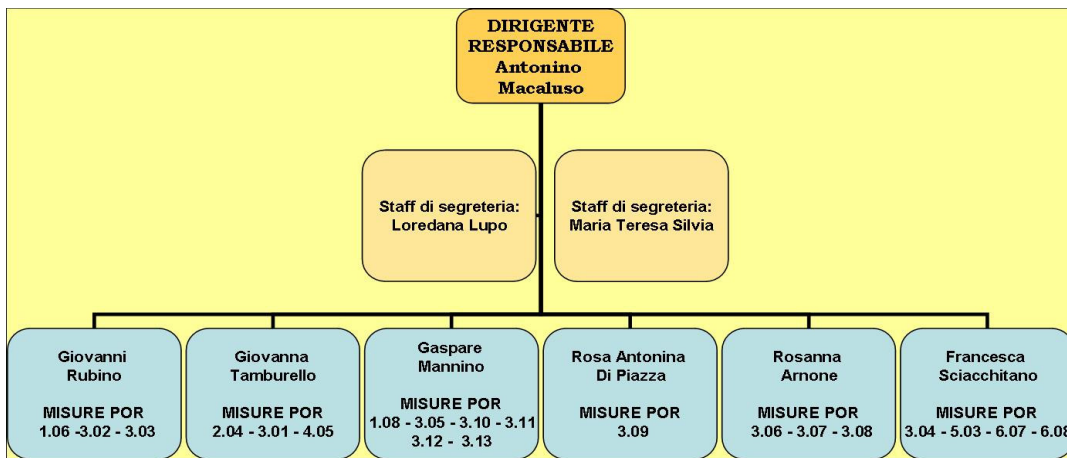 DIRIGENTE
RESPONSABILE
Antonino
Macaluso
Staff di segreteria:
Loredana Lupo
Staff di segreteria:
Maria Teresa Silvia
Giovanni
Rubino
MISURE POR
1.06 -3.02 - 3.03
Giovanna
Tamburello
MISURE POR
2.04 - 3.01 - 4.05
Gaspare
Mannino
MISURE POR
1.08 - 3.05 - 3.10 - 3.11
3.12 - 3.13
Rosa Antonina
Di Piazza
MISURE POR
3.09
Rosanna
Arnone
MISURE POR
3.06 - 3.07 - 3.08
Francesca
Sciacchitano
MISURE POR
3.04 - 5.03 - 6.07 - 6.08